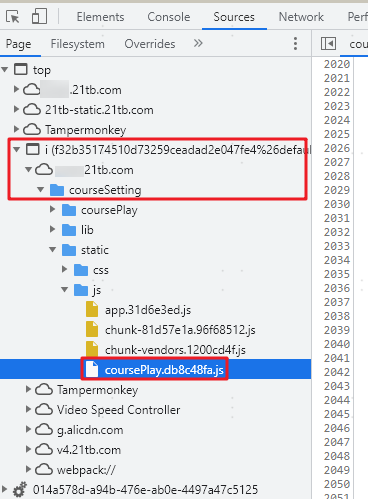 Elements Console Sources
Page Filesystem Overrides » cou
top
.21tb.com
21tb-static.21tb.com
Tampermonkey
i (f32b35174510d73259ceadad2e047fe4%26defaul
21tb.com
courseSetting
coursePlay
lib
static
css
js
app.31d6e3ed.js
chunk-81d57e1a.96f68512.js
chunk-vendors.1200cd4f.js
coursePlay.db8c48fa.js
Tampermonkey
Video Speed Controller
g.alicdn.com
v4.21tb.com
webpack://
014a578d-a94b-476e-ab0e-4497a47c5125
2020
2021
2022
2023
2024
2025
2026
2027
2028
2029
2030
2031
2032
2033
2034
2035
2036
2037
2038
2039
2040
2041
2042
2043
2044
2045
2046
2047
2048
2049
2050
2051